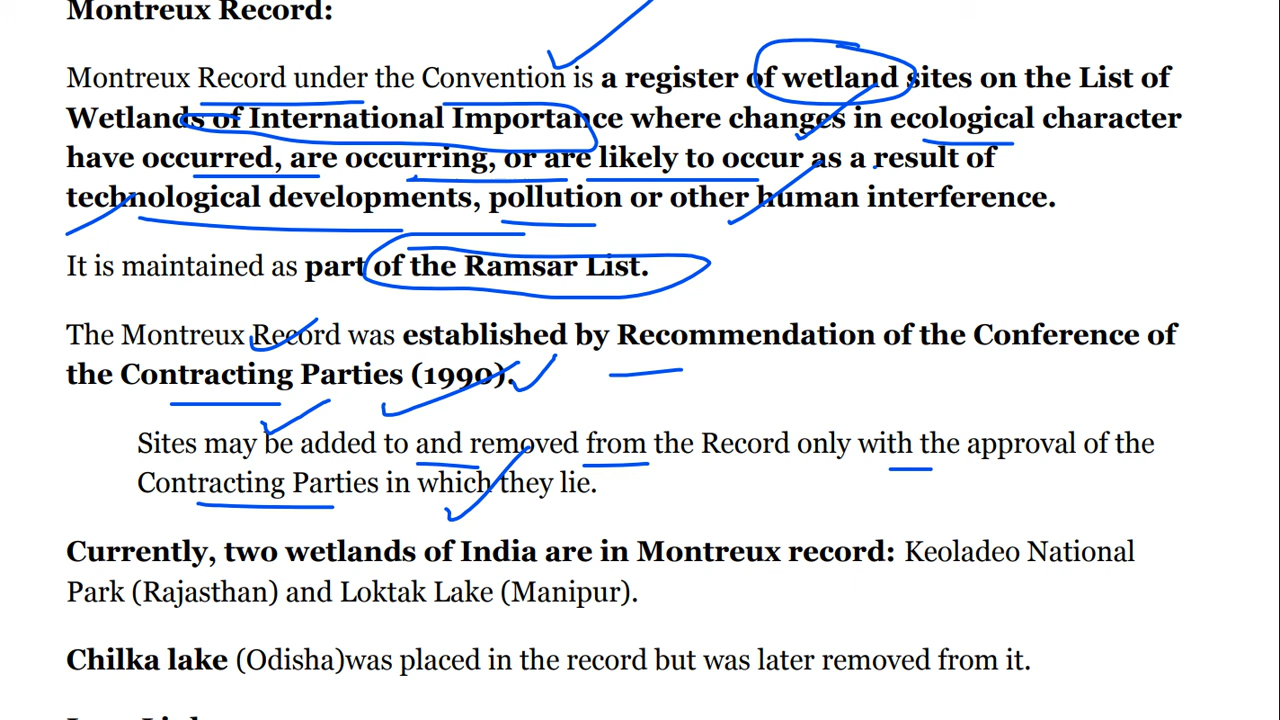 Montreux Record:
Montreux Record under the Convention is a register of wetland sites on the List of
Wetlands of International Importance where changes in ecological character
have occurred, are occurring, or are likely to occur as a result of
technological developments, pollution or other human interference.
It is maintained as part of the Ramsar List.
The Montreux Record was established by Recommendation of the Conference of
the Contracting Parties (1990).
Sites may be added to and removed from the Record only with the approval of the
Contracting Parties in which they lie.
Currently, two wetlands of India are in Montreux record: Keoladeo National
Park (Rajasthan) and Loktak Lake (Manipur).
Chilka lake (Odisha)was placed in the record but was later removed from it.